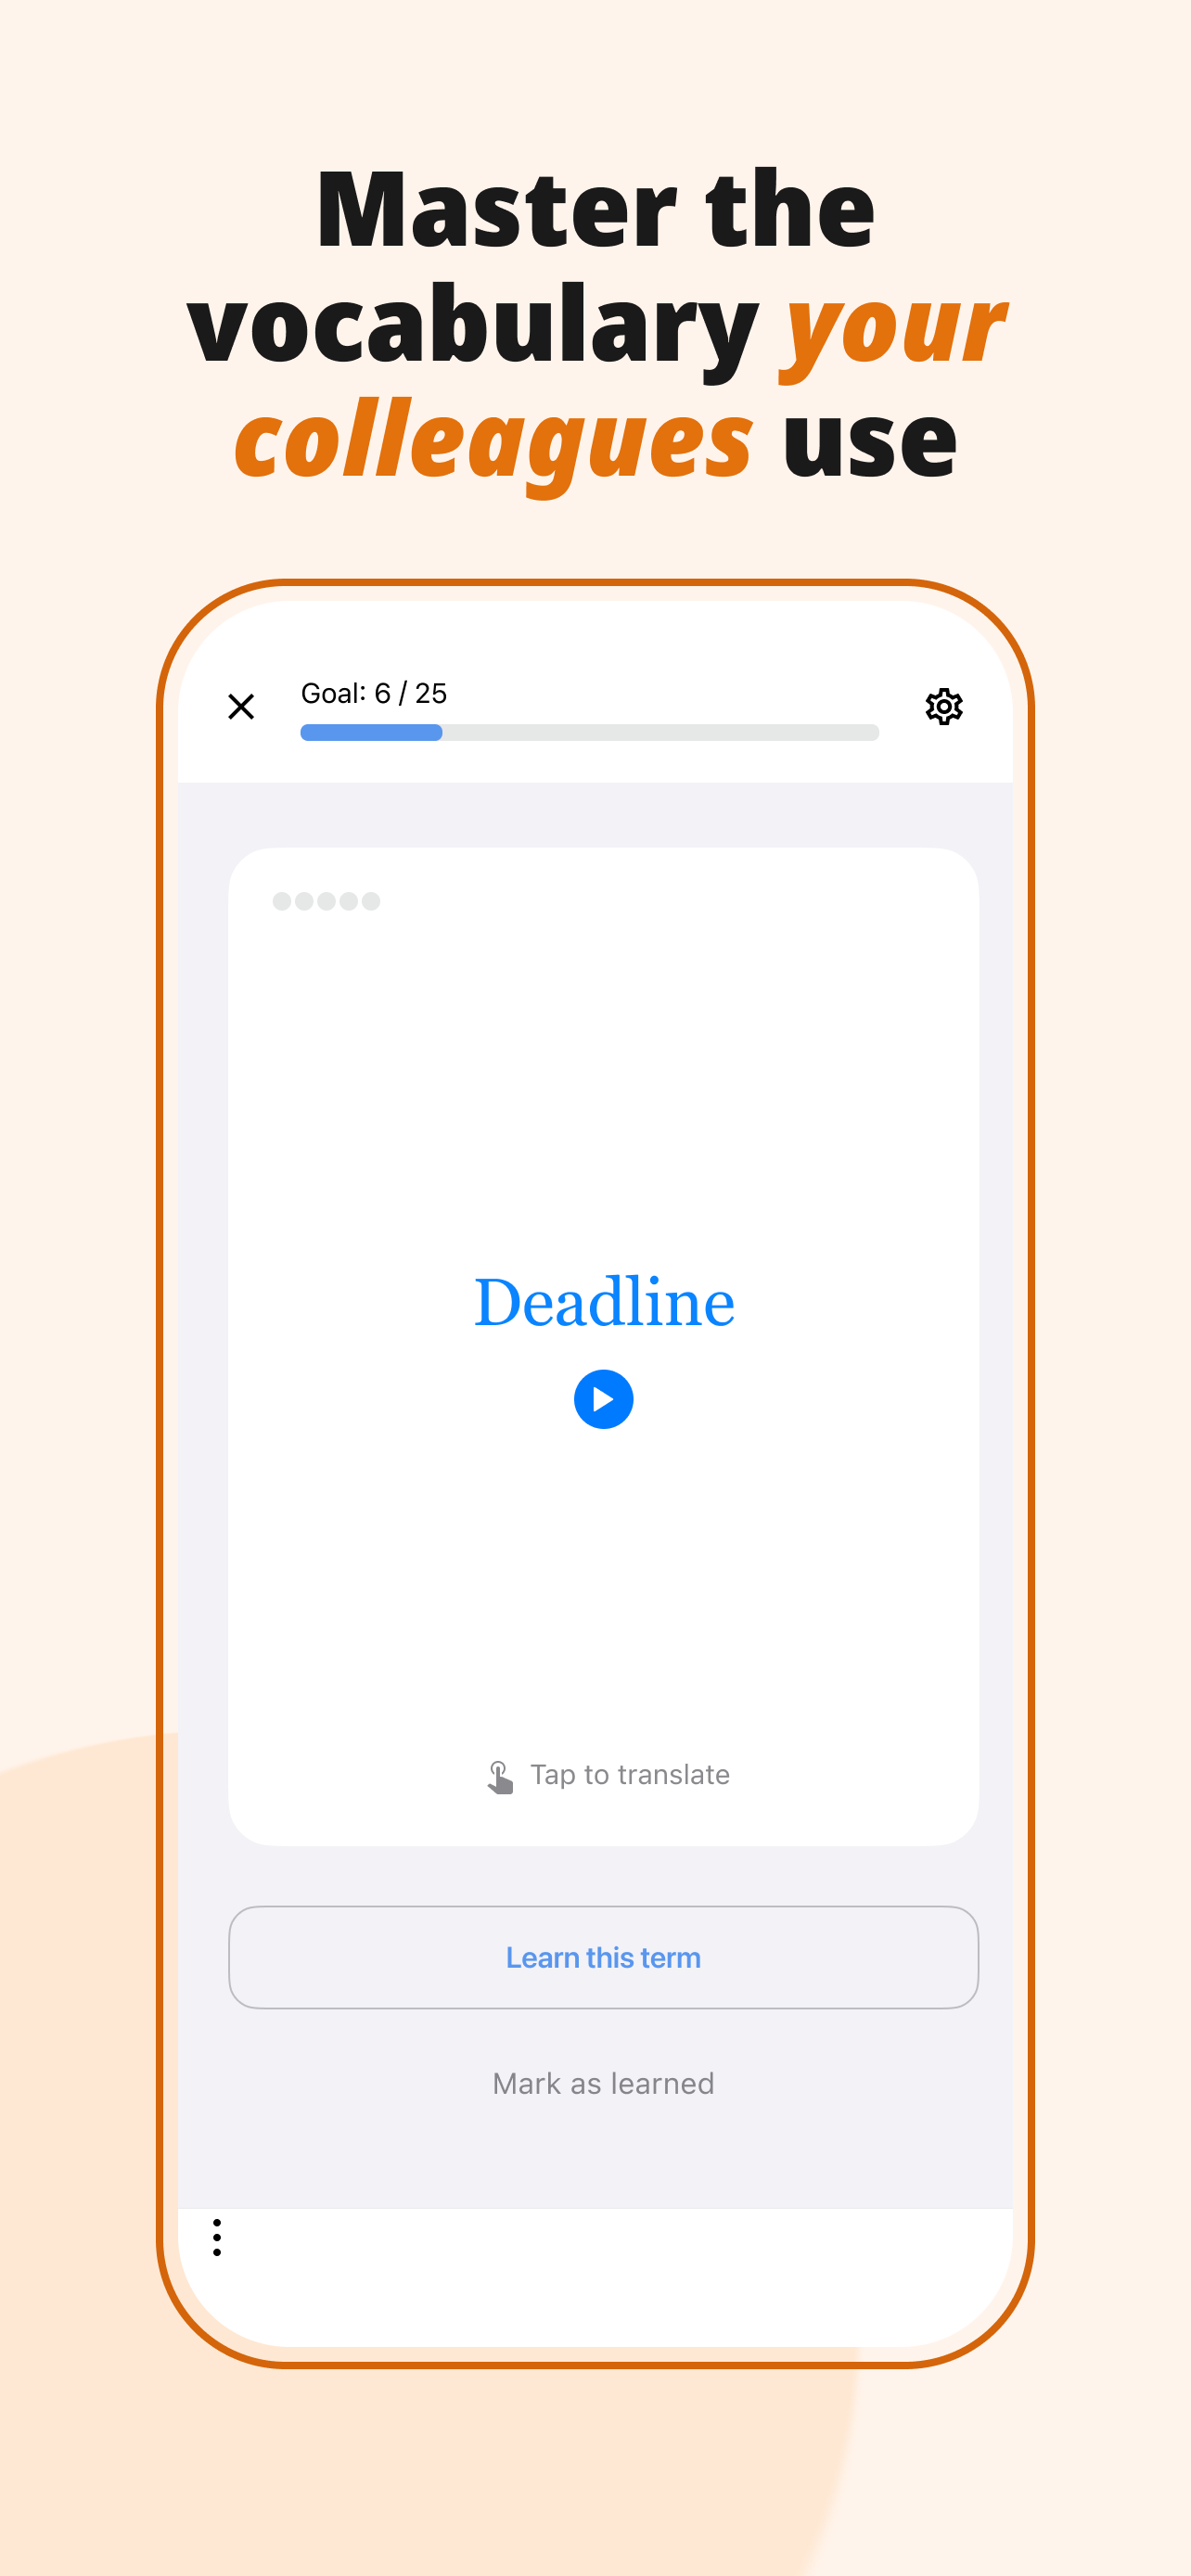 Master the
vocabulary your
colleagues use
Goal: 6 / 25
Deadline
Tap to translate
Learn this term
Mark as learned